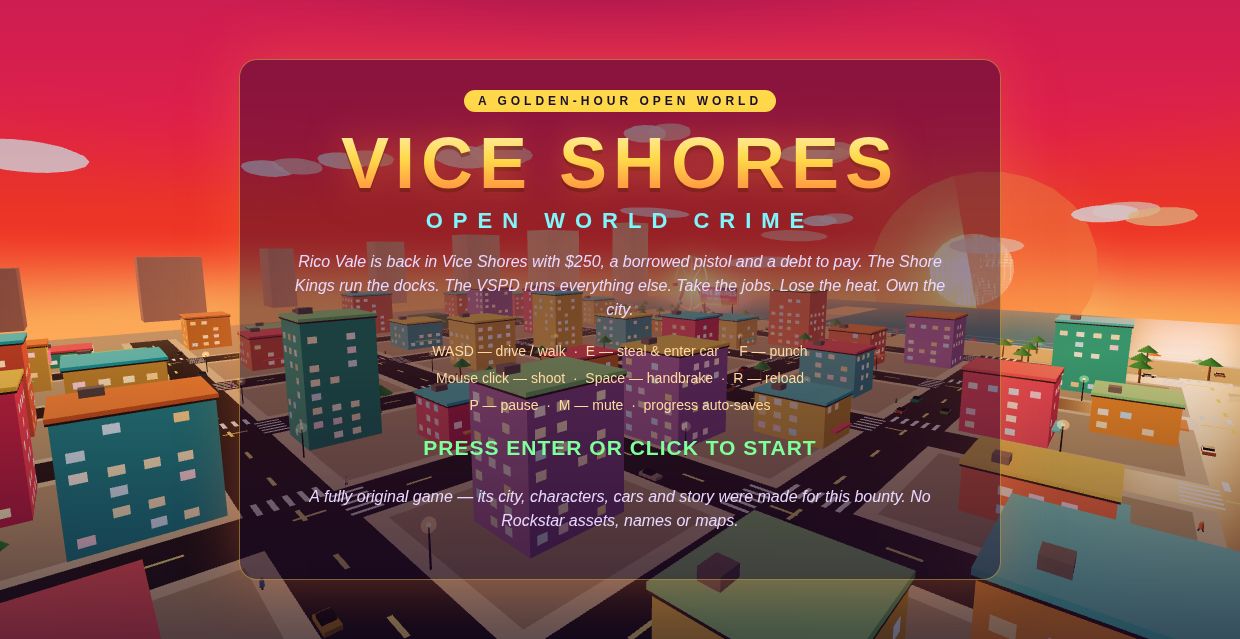 A GOLDEN-HOUR OPEN WORLD
VICE SHORES
OPEN WORLD CRIME
Rico Vale is back in Vice Shores with $250, a borrowed pistol and a debt to pay. The Shore
Kings run the docks. The VSPD runs everything else. Take the jobs. Lose the heat. Own the
city.
WASD — drive / walk · E — steal & enter car · F — punch
Mouse click — shoot · Space — handbrake · R — reload
P — pause · M — mute · progress auto-saves
PRESS ENTER OR CLICK TO START
A fully original game — its city, characters, cars and story were made for this bounty. No
Rockstar assets, names or maps.